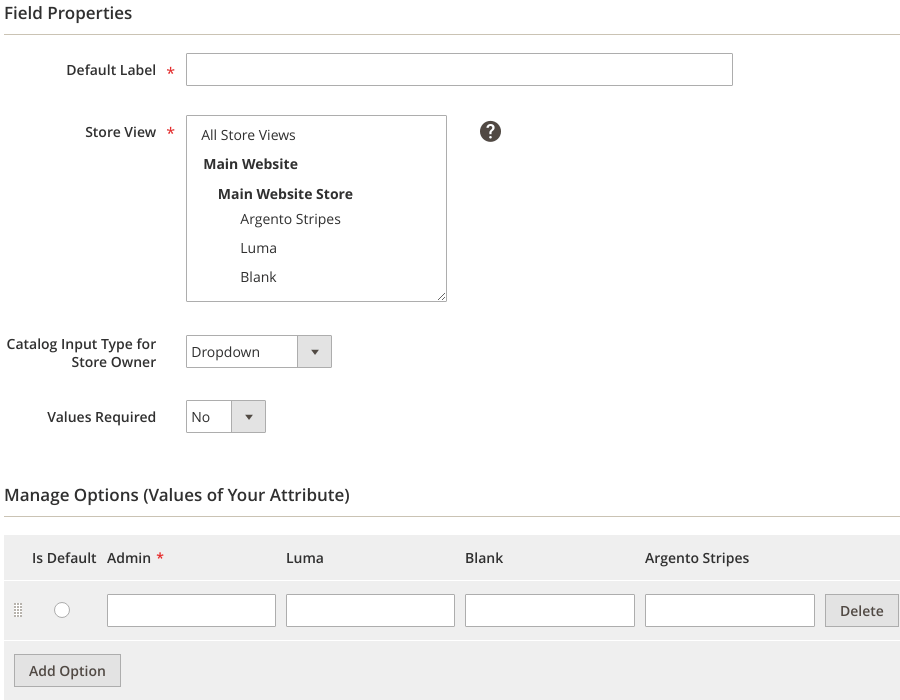 Field Properties
Default Label *
Store View *
All Store Views
Main Website
Main Website Store
Argento Stripes
Luma
Blank
?
Catalog Input Type for
Store Owner
Dropdown
Values Required
No
Manage Options (Values of Your Attribute)
Is Default Admin * Luma Blank Argento Stripes
Delete
Add Option